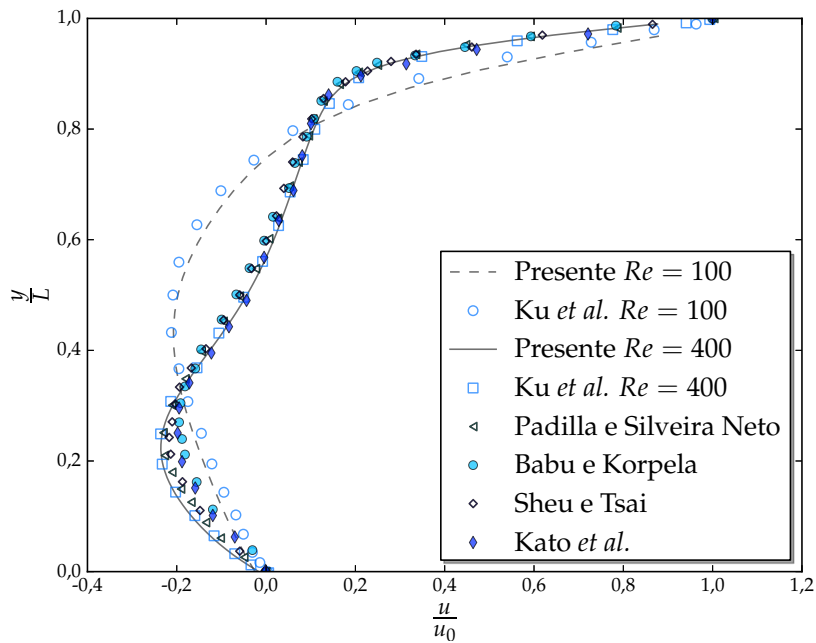 1,0
0,8
0,6
0,4
0,2
0,0
y/L
-0,4 -0,2 0,0 0,2 0,4 0,6 0,8 1,0 1,2
u/u₀
Presente Re = 100
Ku et al. Re = 100
Presente Re = 400
Ku et al. Re = 400
Padilla e Silveira Neto
Babu e Korpela
Sheu e Tsai
Kato et al.